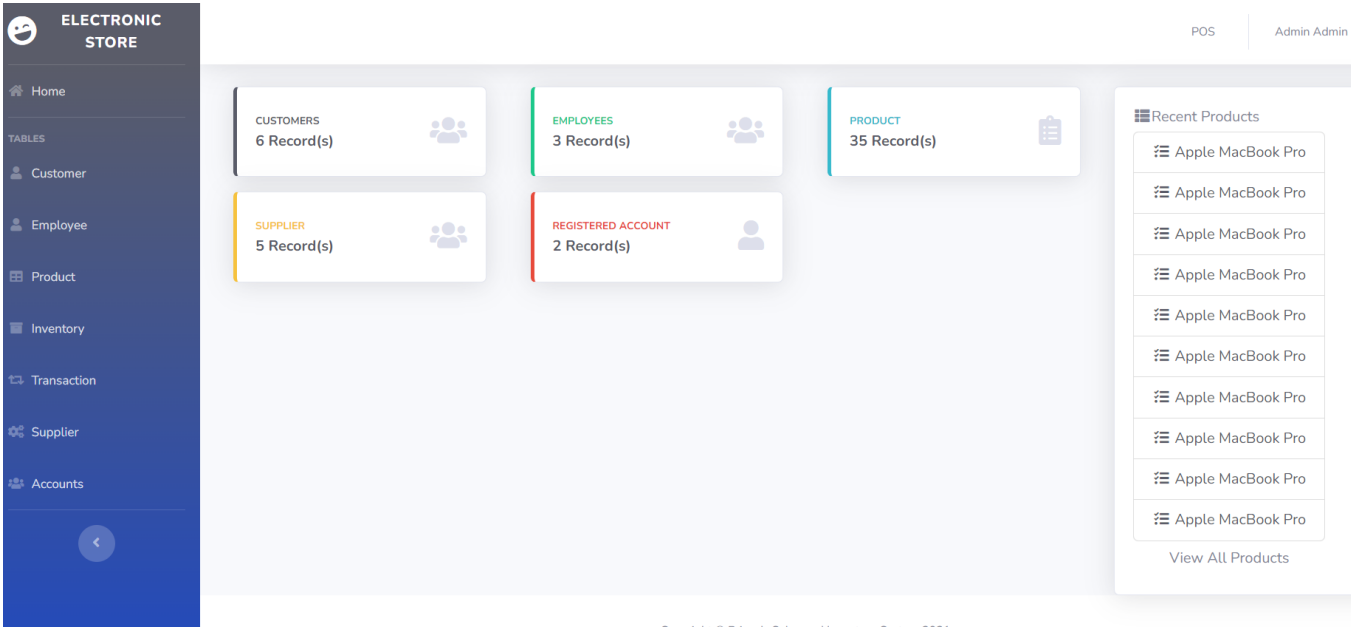 ELECTRONIC
STORE
POS
Admin Admin
Home
TABLES
Customer
Employee
Product
Inventory
Transaction
Supplier
Accounts
CUSTOMERS
6 Record(s)
EMPLOYEES
3 Record(s)
PRODUCT
35 Record(s)
SUPPLIER
5 Record(s)
REGISTERED ACCOUNT
2 Record(s)
Recent Products
Apple MacBook Pro
Apple MacBook Pro
Apple MacBook Pro
Apple MacBook Pro
Apple MacBook Pro
Apple MacBook Pro
Apple MacBook Pro
Apple MacBook Pro
Apple MacBook Pro
Apple MacBook Pro
View All Products